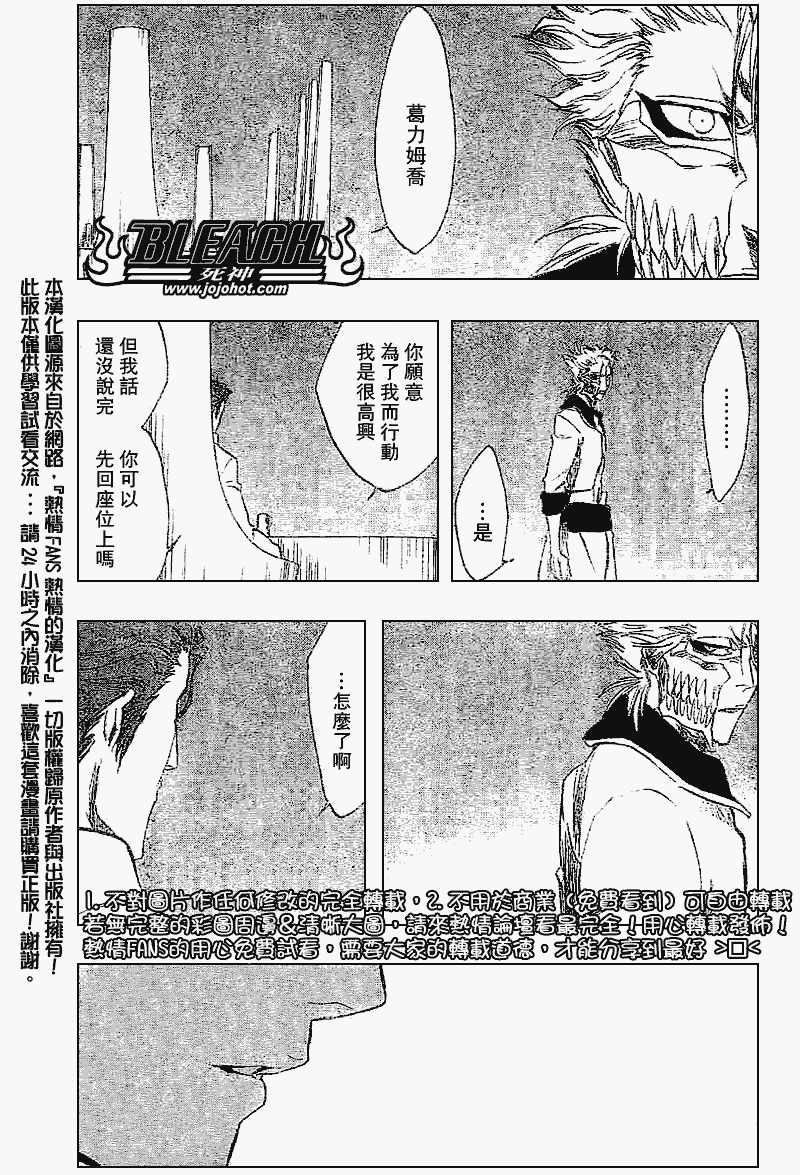 葛力姆喬
BLEACH
死神
www.jojohot.com
………
…是
你願意
為了我而行動
我是很高興
但我話
還沒說完
你可以
先回座位上嗎
…怎麼了啊
本漢化圖源來自於網路，『熱情FANS熱情的漢化』一切版權歸原作者與出版社擁有！
此版本僅供學習試看交流… 請24小時之內消除，喜歡這套漫畫請購買正版！謝謝。
1. 不對圖片作任何修改的完全轉載，2. 不用於商業（免費看到）可自由轉載
若無完整的彩圖周邊&清晰大圖，請來熱情論壇看最完全！用心轉載發佈！
熱情FANS的用心免費試看，需要大家的轉載道德，才能分享到最好 >口<